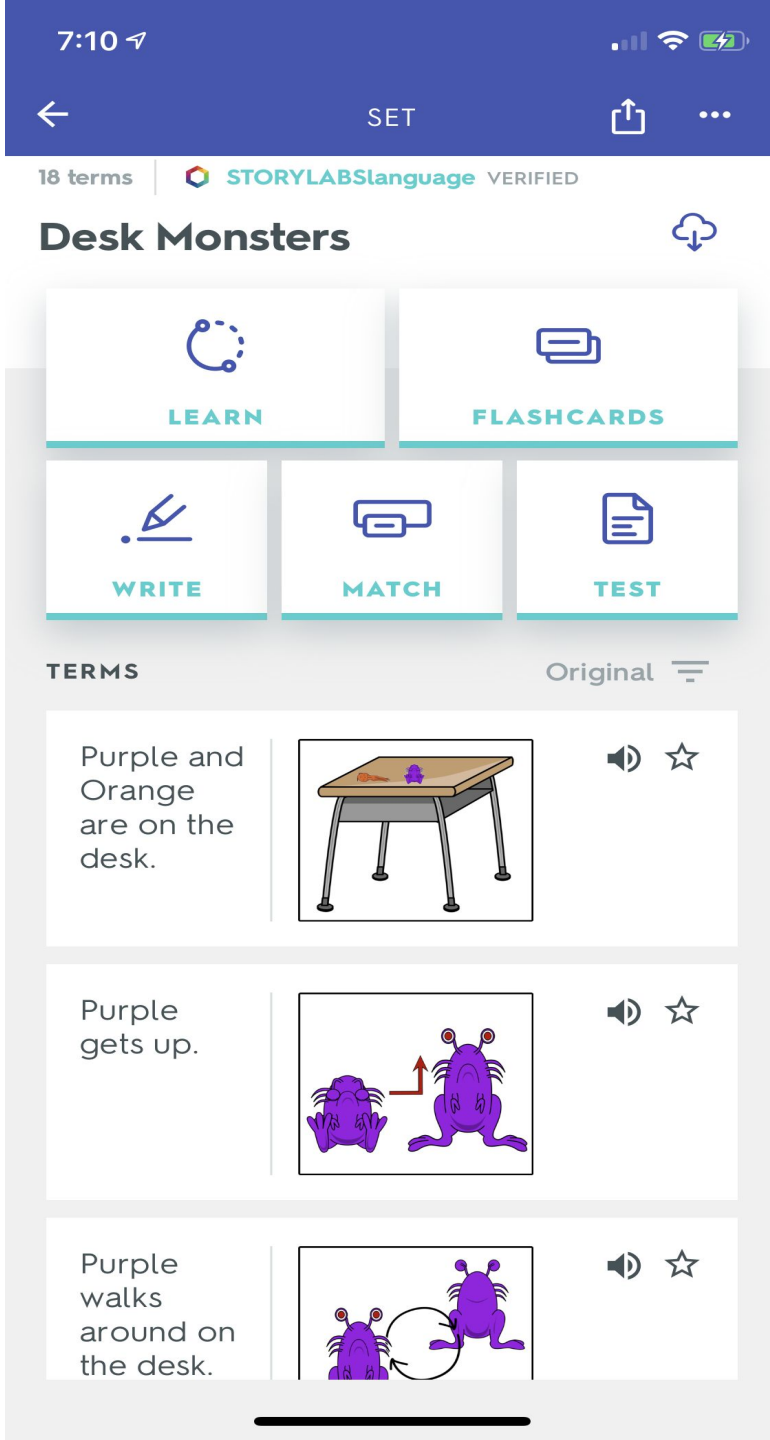 7:10
SET
18 terms STORYLABSlanguage VERIFIED
Desk Monsters
LEARN FLASHCARDS
WRITE MATCH TEST
TERMS Original
Purple and
Orange
are on the
desk.
Purple
gets up.
Purple
walks
around on
the desk.